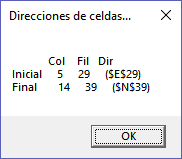 Direcciones de celdas...
Col Fil Dir
Inicial 5 29 ($E$29)
Final 14 39 ($N$39)
OK